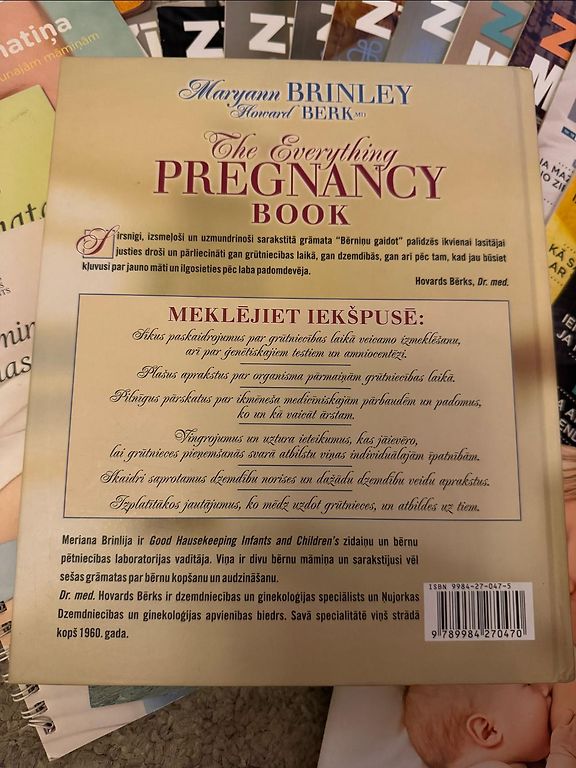 Maryann BRINLEY
Howard BERK MD
The Everything
PREGNANCY
BOOK
Sirsnīgi, izsmeļoši un uzmundrinoši sarakstītā grāmata "Bērniņu gaidot" palīdzēs ikvienai lasītajai
justies droši un pārliecināti gan grūtniecības laikā, gan dzemdībās, gan arī pēc tam, kad jau būsiet
kļuvusi par jauno māti un ilgosieties pēc laba padomdevēja.
Hovards Bērks, Dr. med.
MEKLĒJIET IEKŠPUSĒ:
Sīkus paskaidrojumus par grūtniecības laikā veicamo izmeklēšanu,
arī par ģenētiskajiem testiem un amniocentēzi.
Plašus aprakstus par organisma pārmaiņām grūtniecības laikā.
Pilnīgus pārskatus par ikmēneša medicīniskajām pārbaudēm un padomus,
ko un kā vaicāt ārstam.
Vingrojumus un uztura ieteikumus, kas jāievēro,
lai grūtnieces pieņemšanās svarā atbilstu viņas individuālajām īpatnībām.
Skaidri saprotamus dzemdību norises un dažādu dzemdību veidu aprakstus.
Izplatītākos jautājumus, ko mēdz uzdot grūtnieces, un atbildes uz tiem.
Meriana Brinlija ir Good Housekeeping Infants and Children's zīdaiņu un bērnu
pētniecības laboratorijas vadītāja. Viņa ir divu bērnu māmiņa un sarakstījusi vēl
sešas grāmatas par bērnu kopšanu un audzināšanu.
Dr. med. Hovards Bērks ir dzemdniecības un ginekoloģijas speciālists un Ņujorkas
Dzemdniecības un ginekoloģijas apvienības biedrs. Savā specialitātē viņš strādā
kopš 1960. gada.
ISBN 9984-27-047-5
9 789984 270470